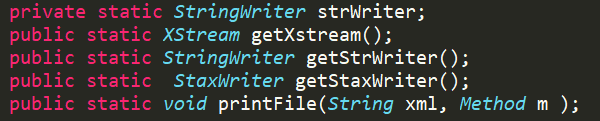 private static StringWriter strWriter;
public static XStream getXstream();
public static StringWriter getStrWriter();
public static  StaxWriter getStaxWriter();
public static void printFile(String xml, Method m );